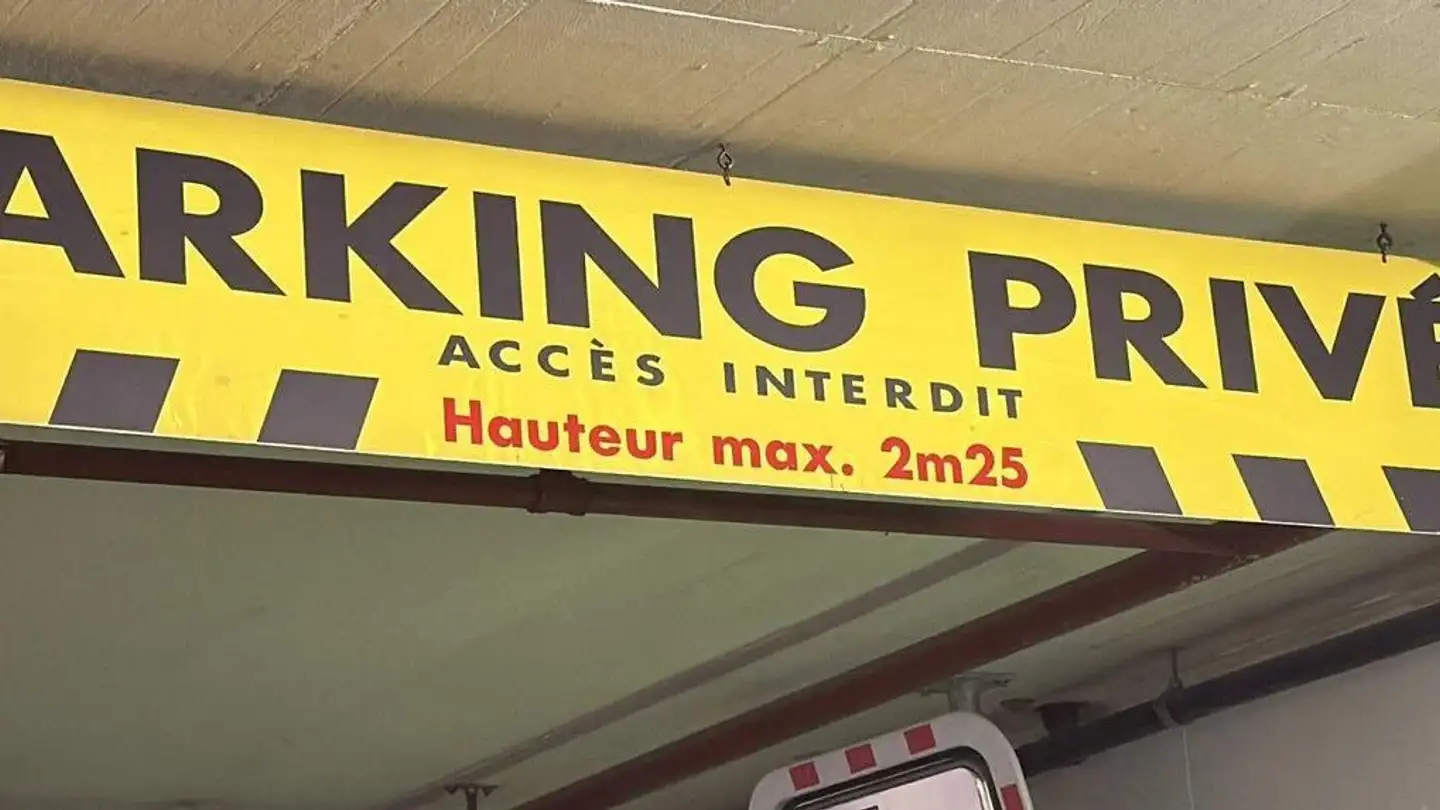 ARKING PRIVÉ
ACCÈS INTERDIT
Hauteur max. 2m25